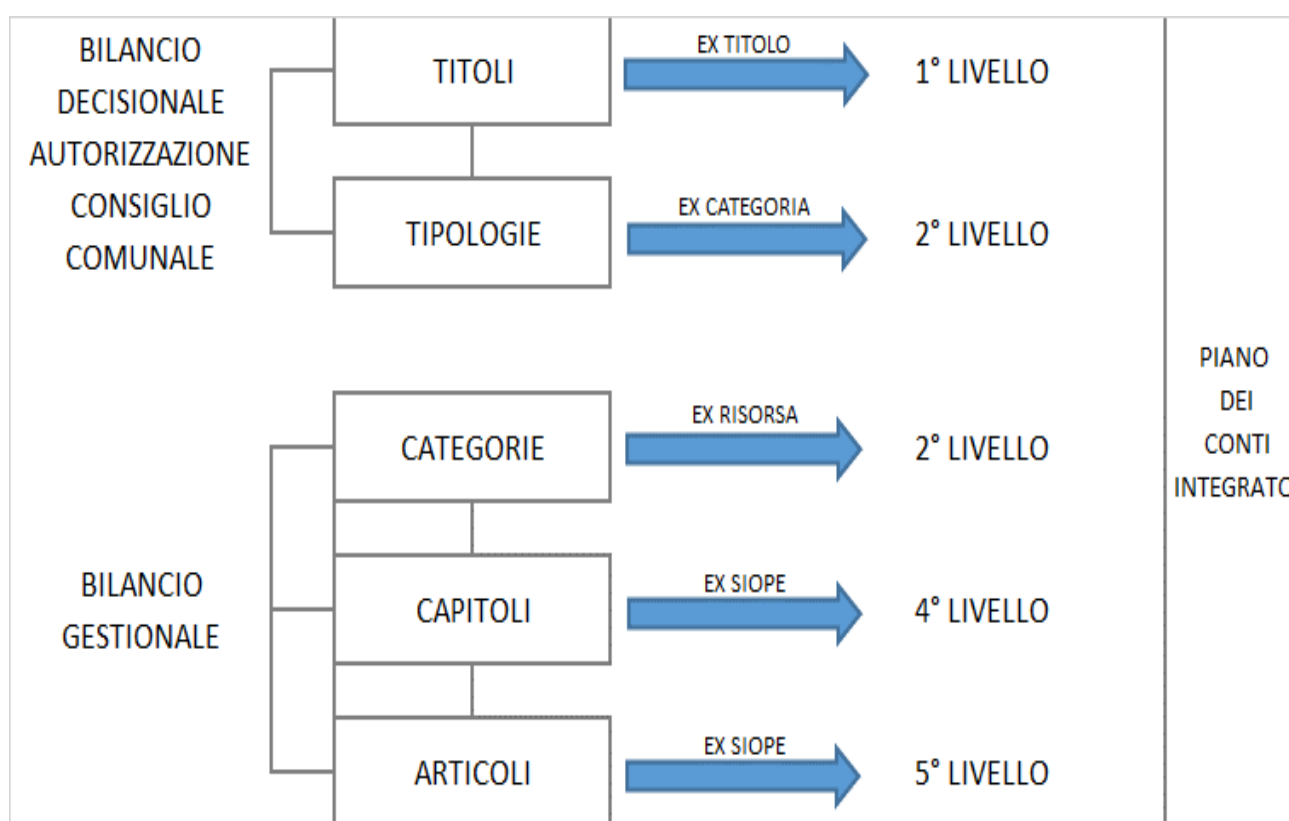 BILANCIO
DECISIONALE
AUTORIZZAZIONE
CONSIGLIO
COMUNALE
TITOLI
EX TITOLO
1° LIVELLO
TIPOLOGIE
EX CATEGORIA
2° LIVELLO
BILANCIO
GESTIONALE
CATEGORIE
EX RISORSA
2° LIVELLO
CAPITOLI
EX SIOPE
4° LIVELLO
ARTICOLI
EX SIOPE
5° LIVELLO
PIANO
DEI
CONTI
INTEGRATO